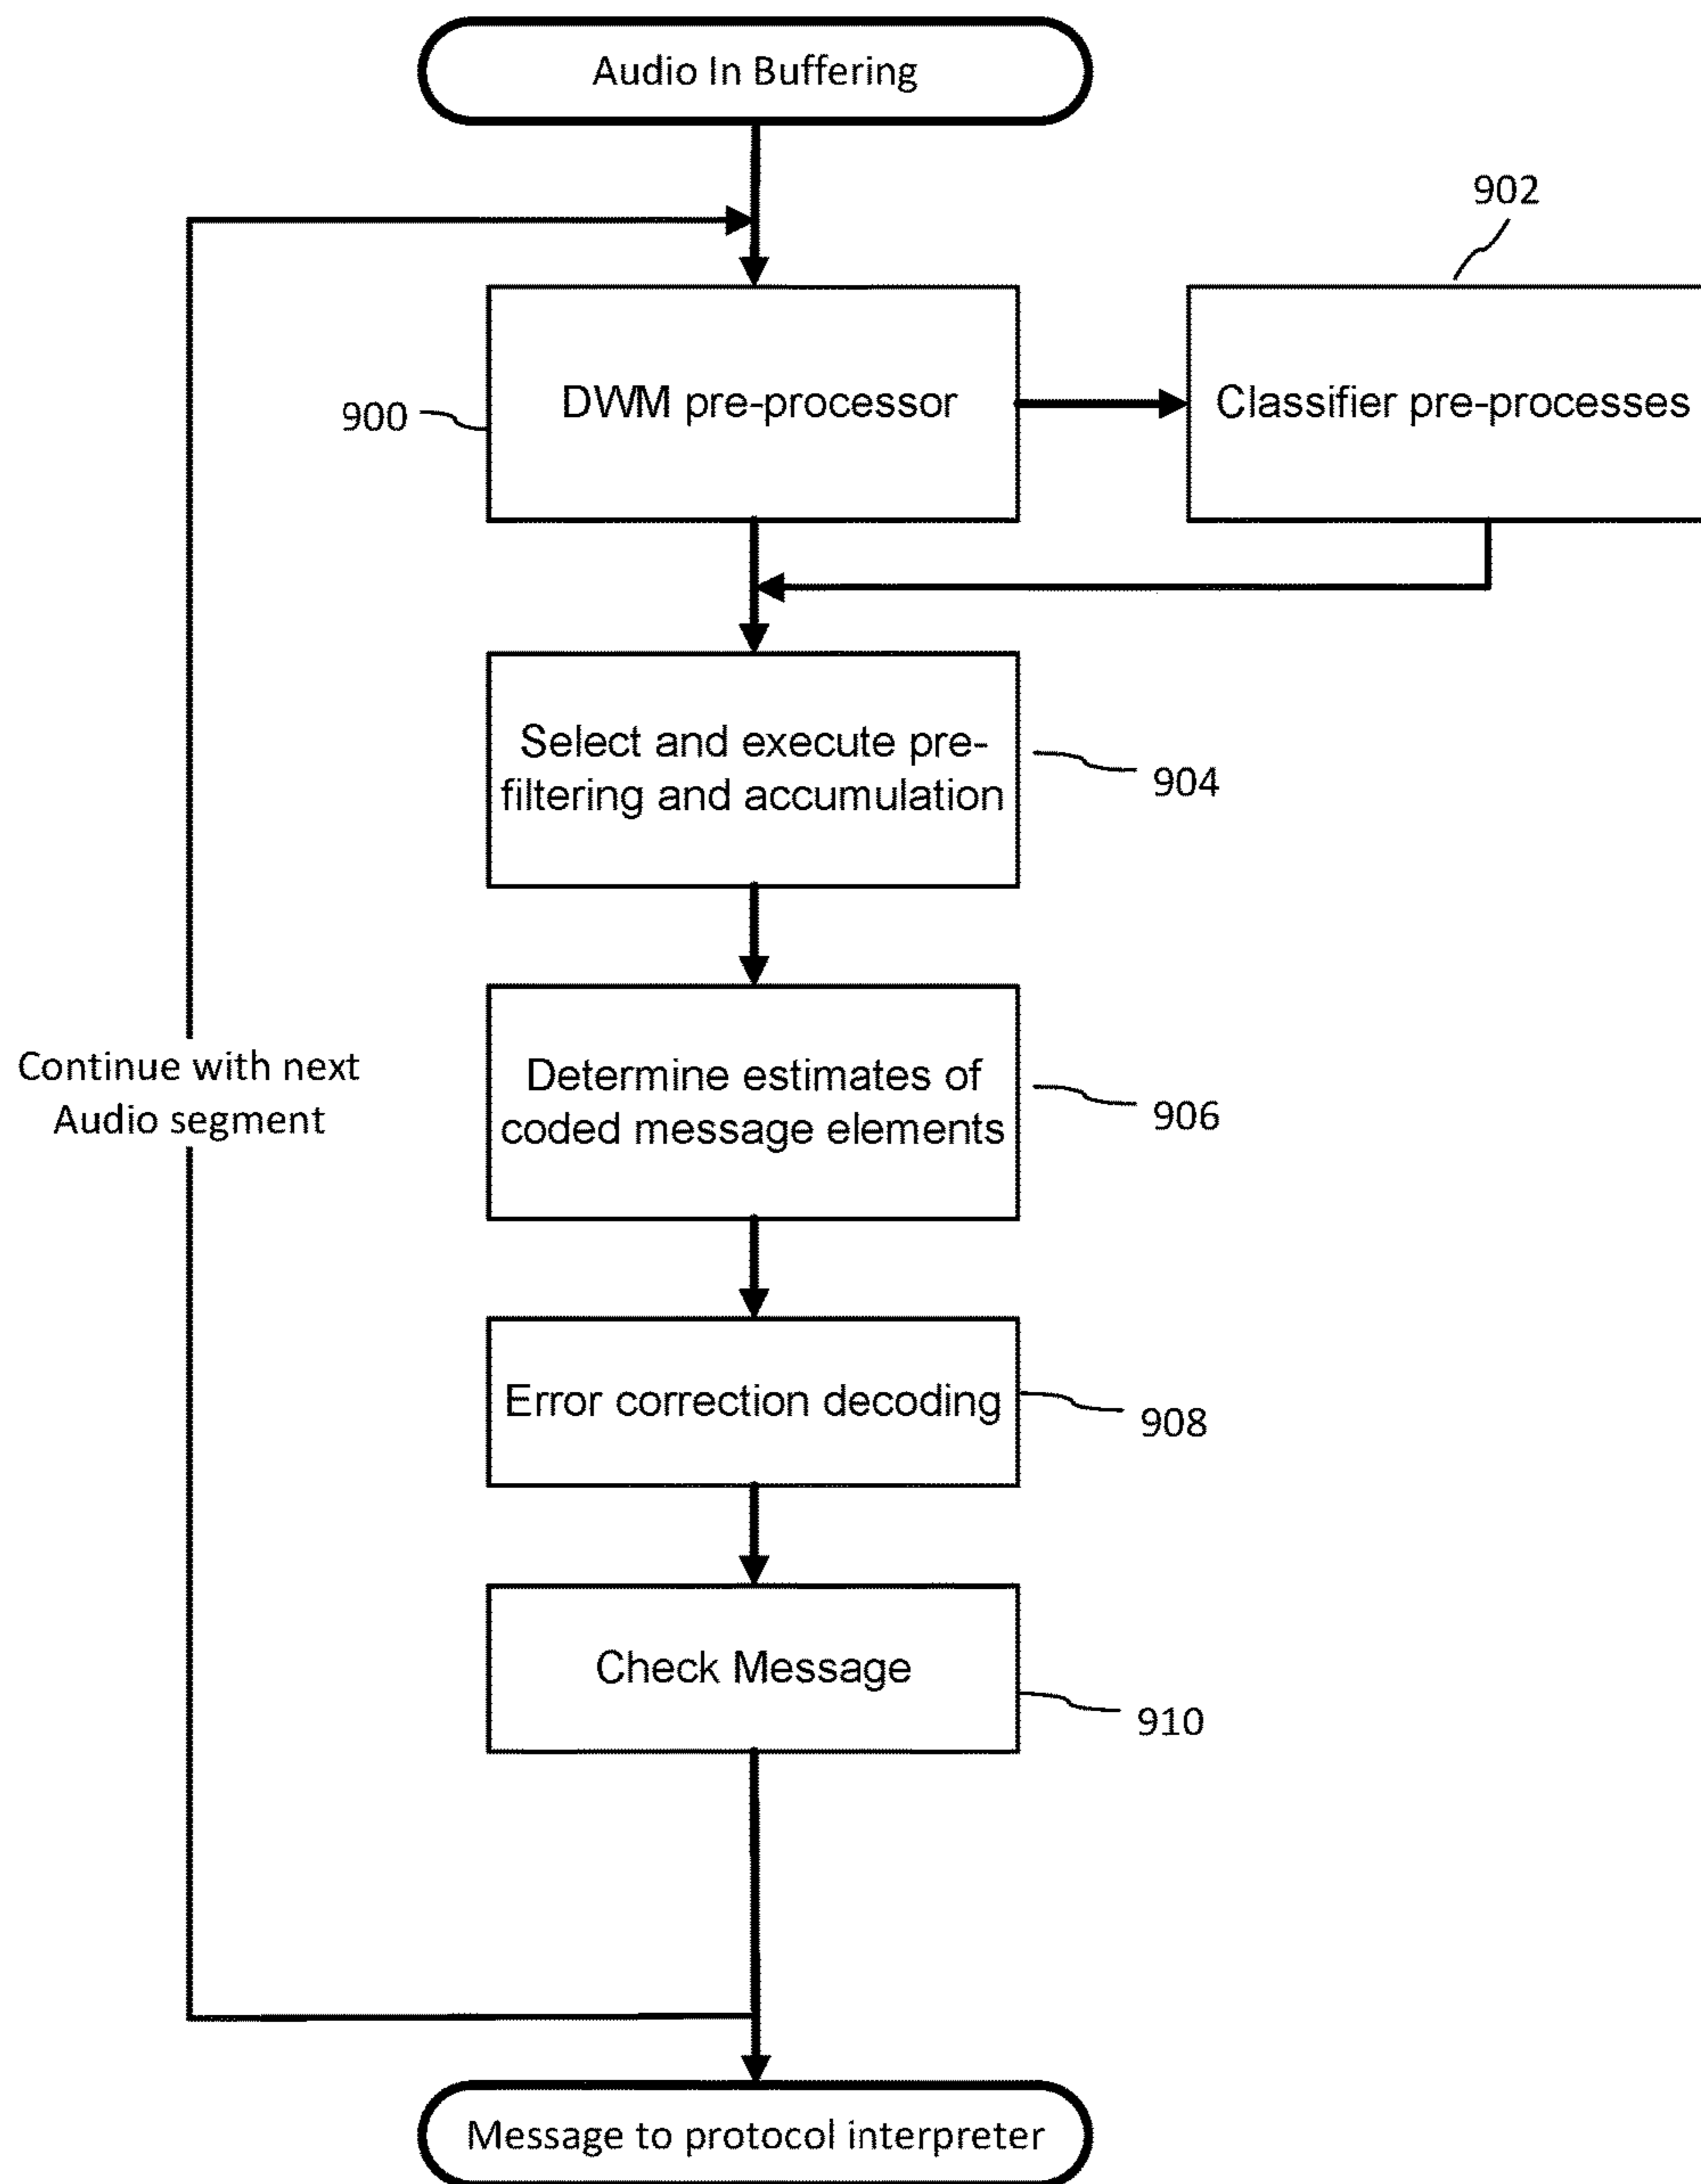 Audio In Buffering
902
DWM pre-processor
Classifier pre-processes
900
Select and execute pre-
filtering and accumulation
904
Continue with next
Audio segment
Determine estimates of
coded message elements
906
Error correction decoding
908
Check Message
910
Message to protocol interpreter